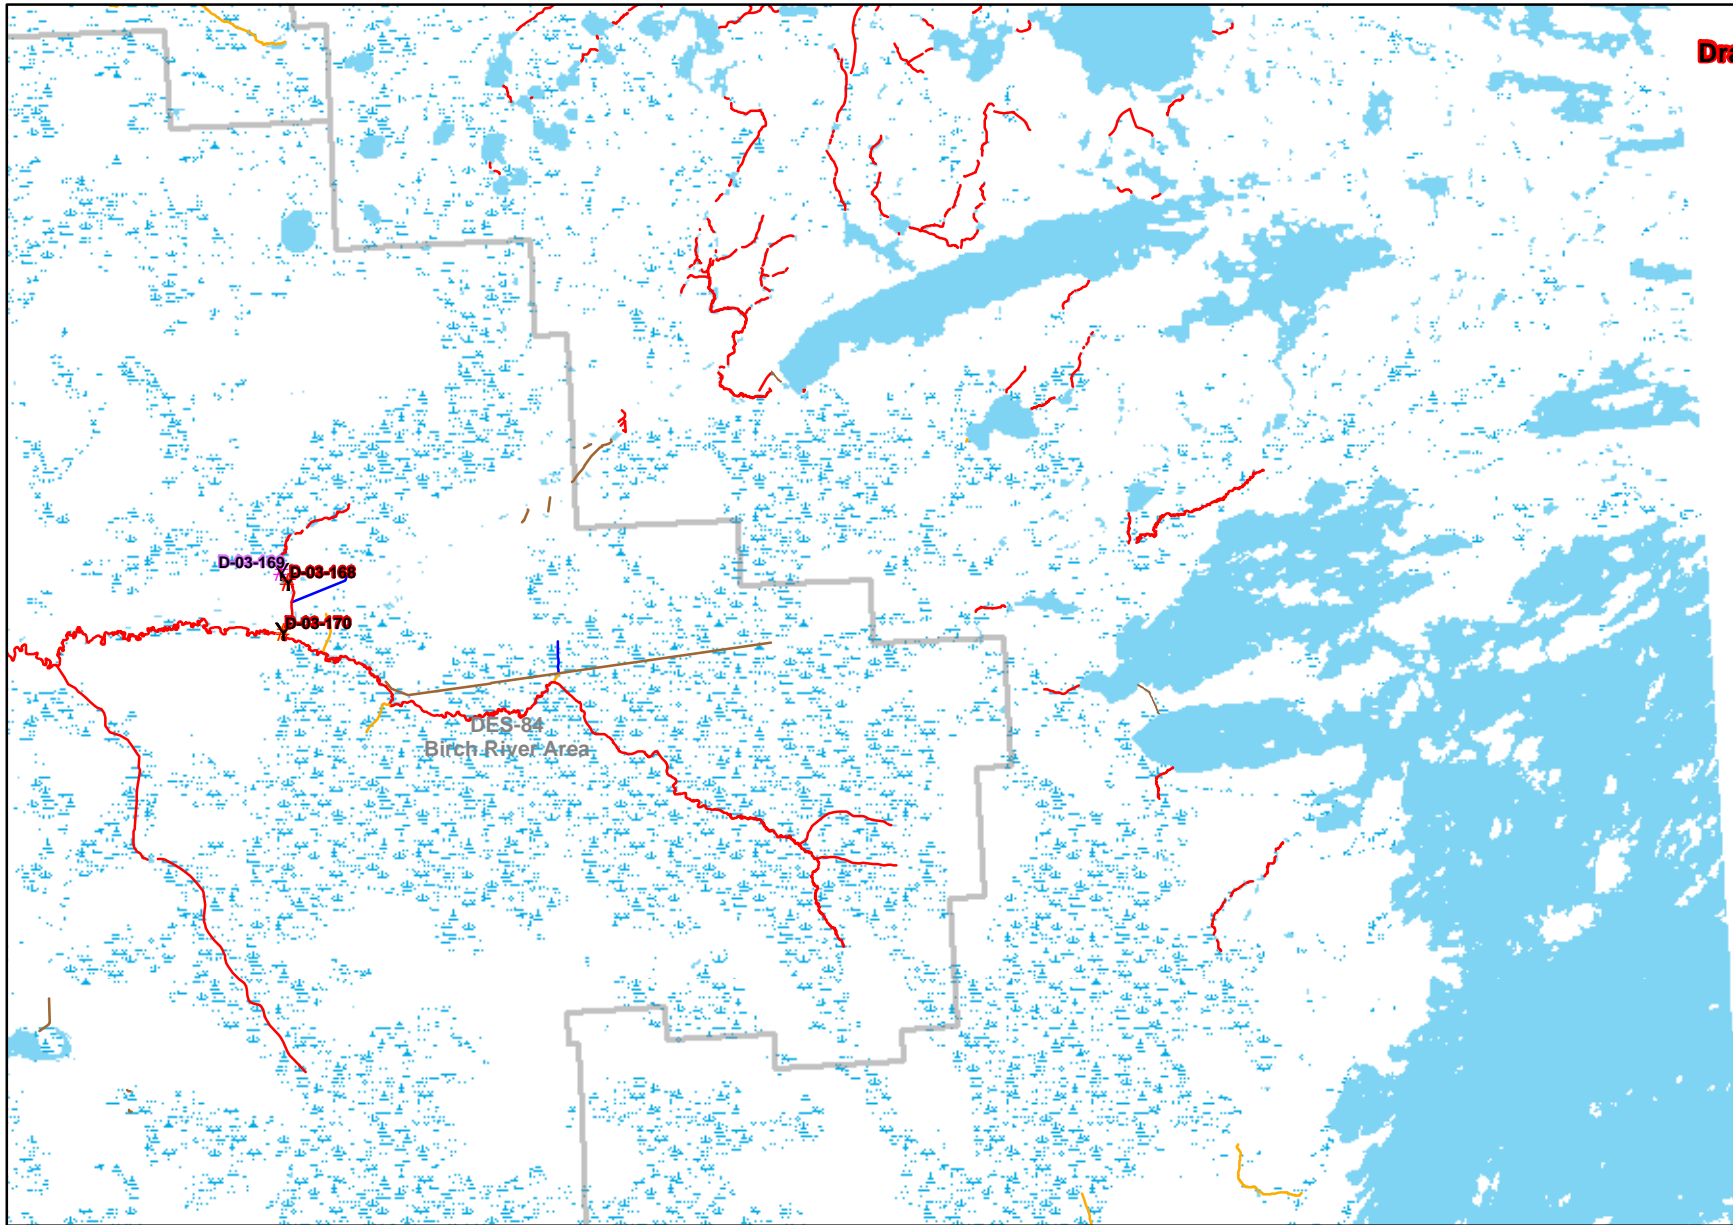 Dra
D-03-169
D-03-168
D-03-170
DES-84
Birch River Area